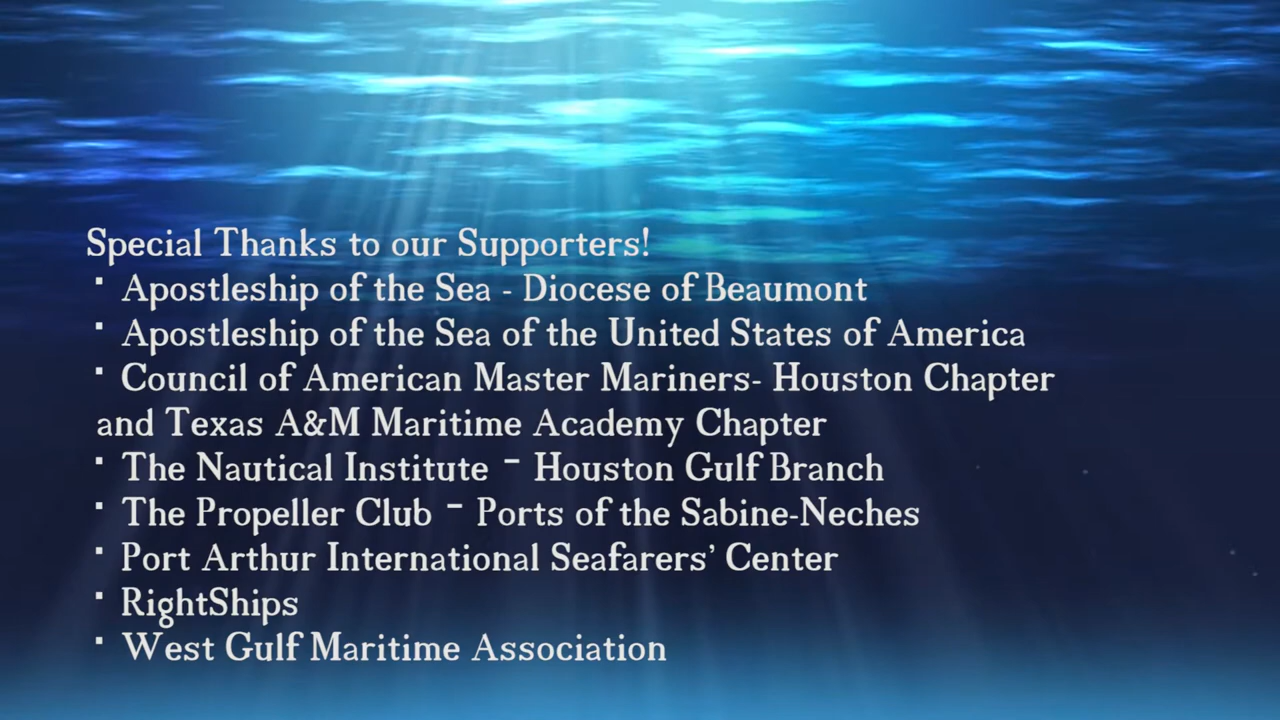 Special Thanks to our Supporters!
· Apostleship of the Sea - Diocese of Beaumont
· Apostleship of the Sea of the United States of America
· Council of American Master Mariners- Houston Chapter
and Texas A&M Maritime Academy Chapter
· The Nautical Institute – Houston Gulf Branch
· The Propeller Club – Ports of the Sabine-Neches
· Port Arthur International Seafarers’ Center
· RightShips
· West Gulf Maritime Association